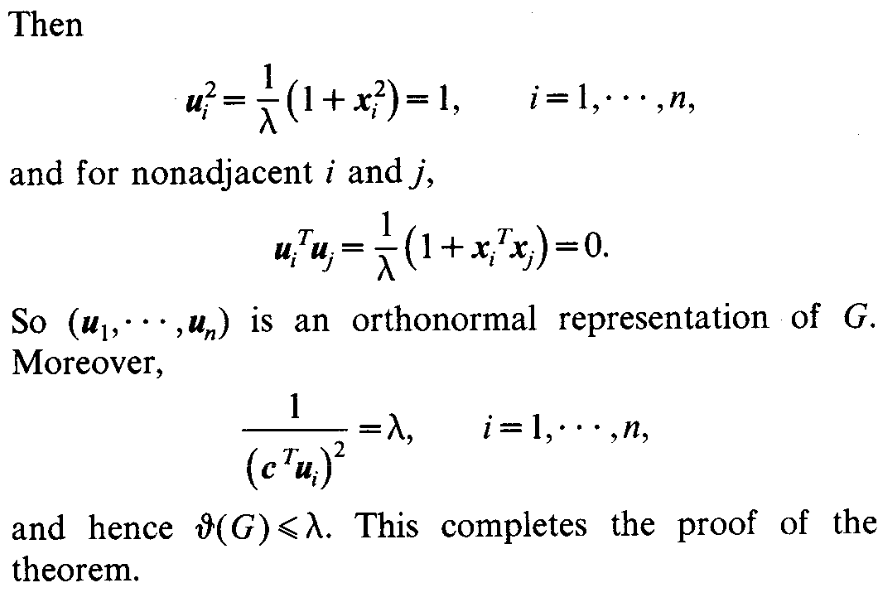 Then
$$\boldsymbol{u}_i^2 = \frac{1}{\lambda}\left(1 + \boldsymbol{x}_i^2\right) = 1, \qquad i = 1, \cdots, n,$$
and for nonadjacent $i$ and $j$,
$$\boldsymbol{u}_i^T \boldsymbol{u}_j = \frac{1}{\lambda}\left(1 + \boldsymbol{x}_i^T \boldsymbol{x}_j\right) = 0.$$
So $(\boldsymbol{u}_1, \cdots, \boldsymbol{u}_n)$ is an orthonormal representation of $G$.
Moreover,
$$\frac{1}{\left(\boldsymbol{c}^T \boldsymbol{u}_i\right)^2} = \lambda, \qquad i = 1, \cdots, n,$$
and hence $\vartheta(G) \leqslant \lambda$. This completes the proof of the
theorem.